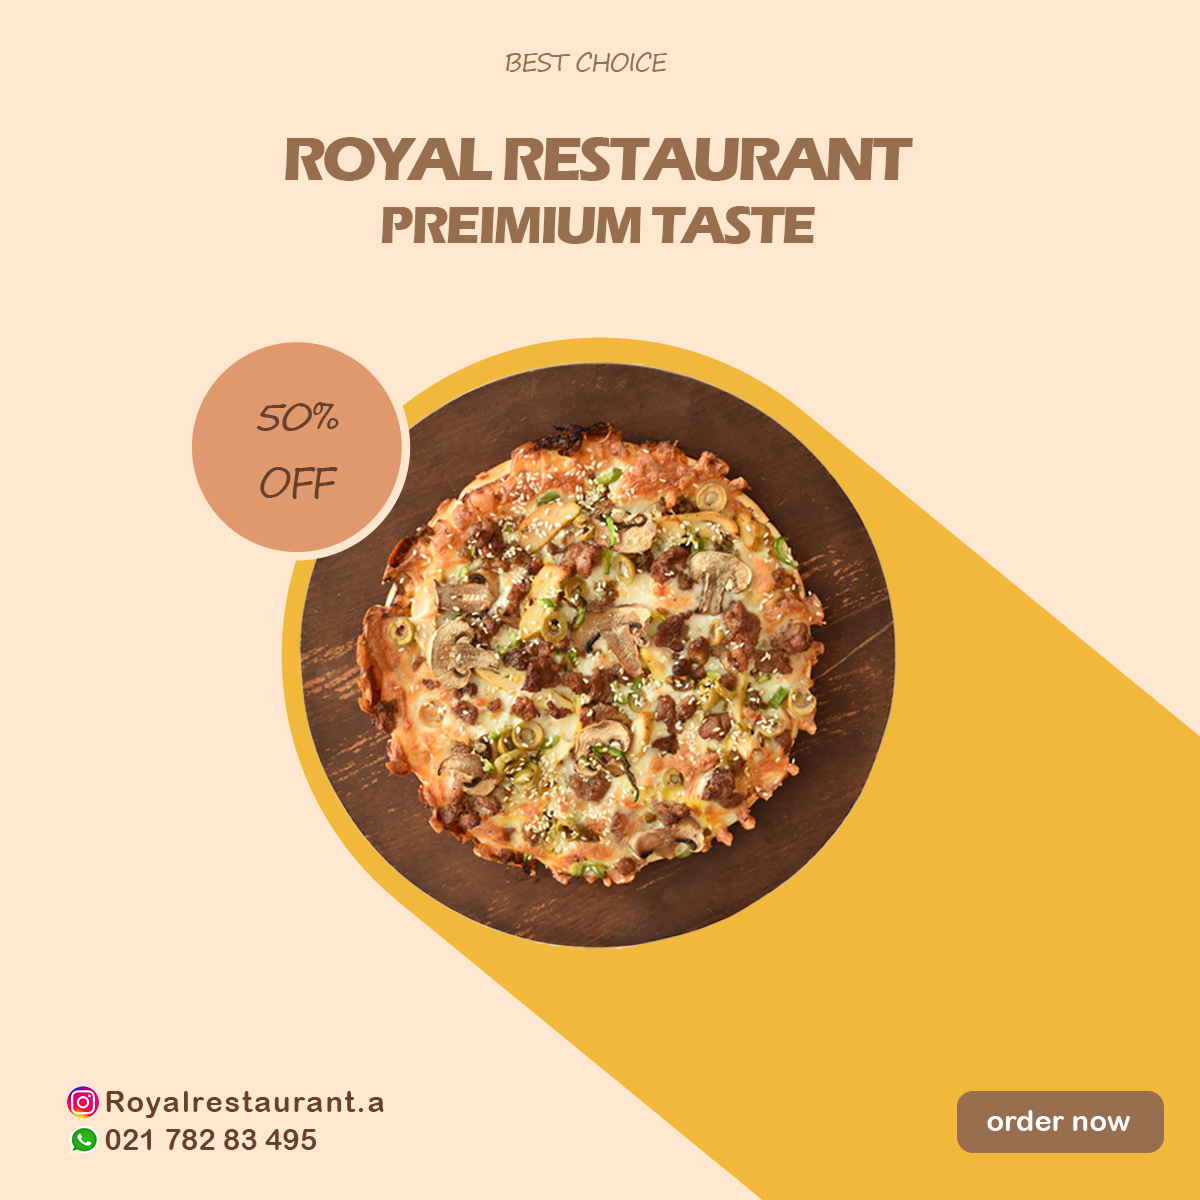 BEST CHOICE
ROYAL RESTAURANT
PREIMIUM TASTE
50%
OFF
Royalrestaurant.a
021 782 83 495
order now